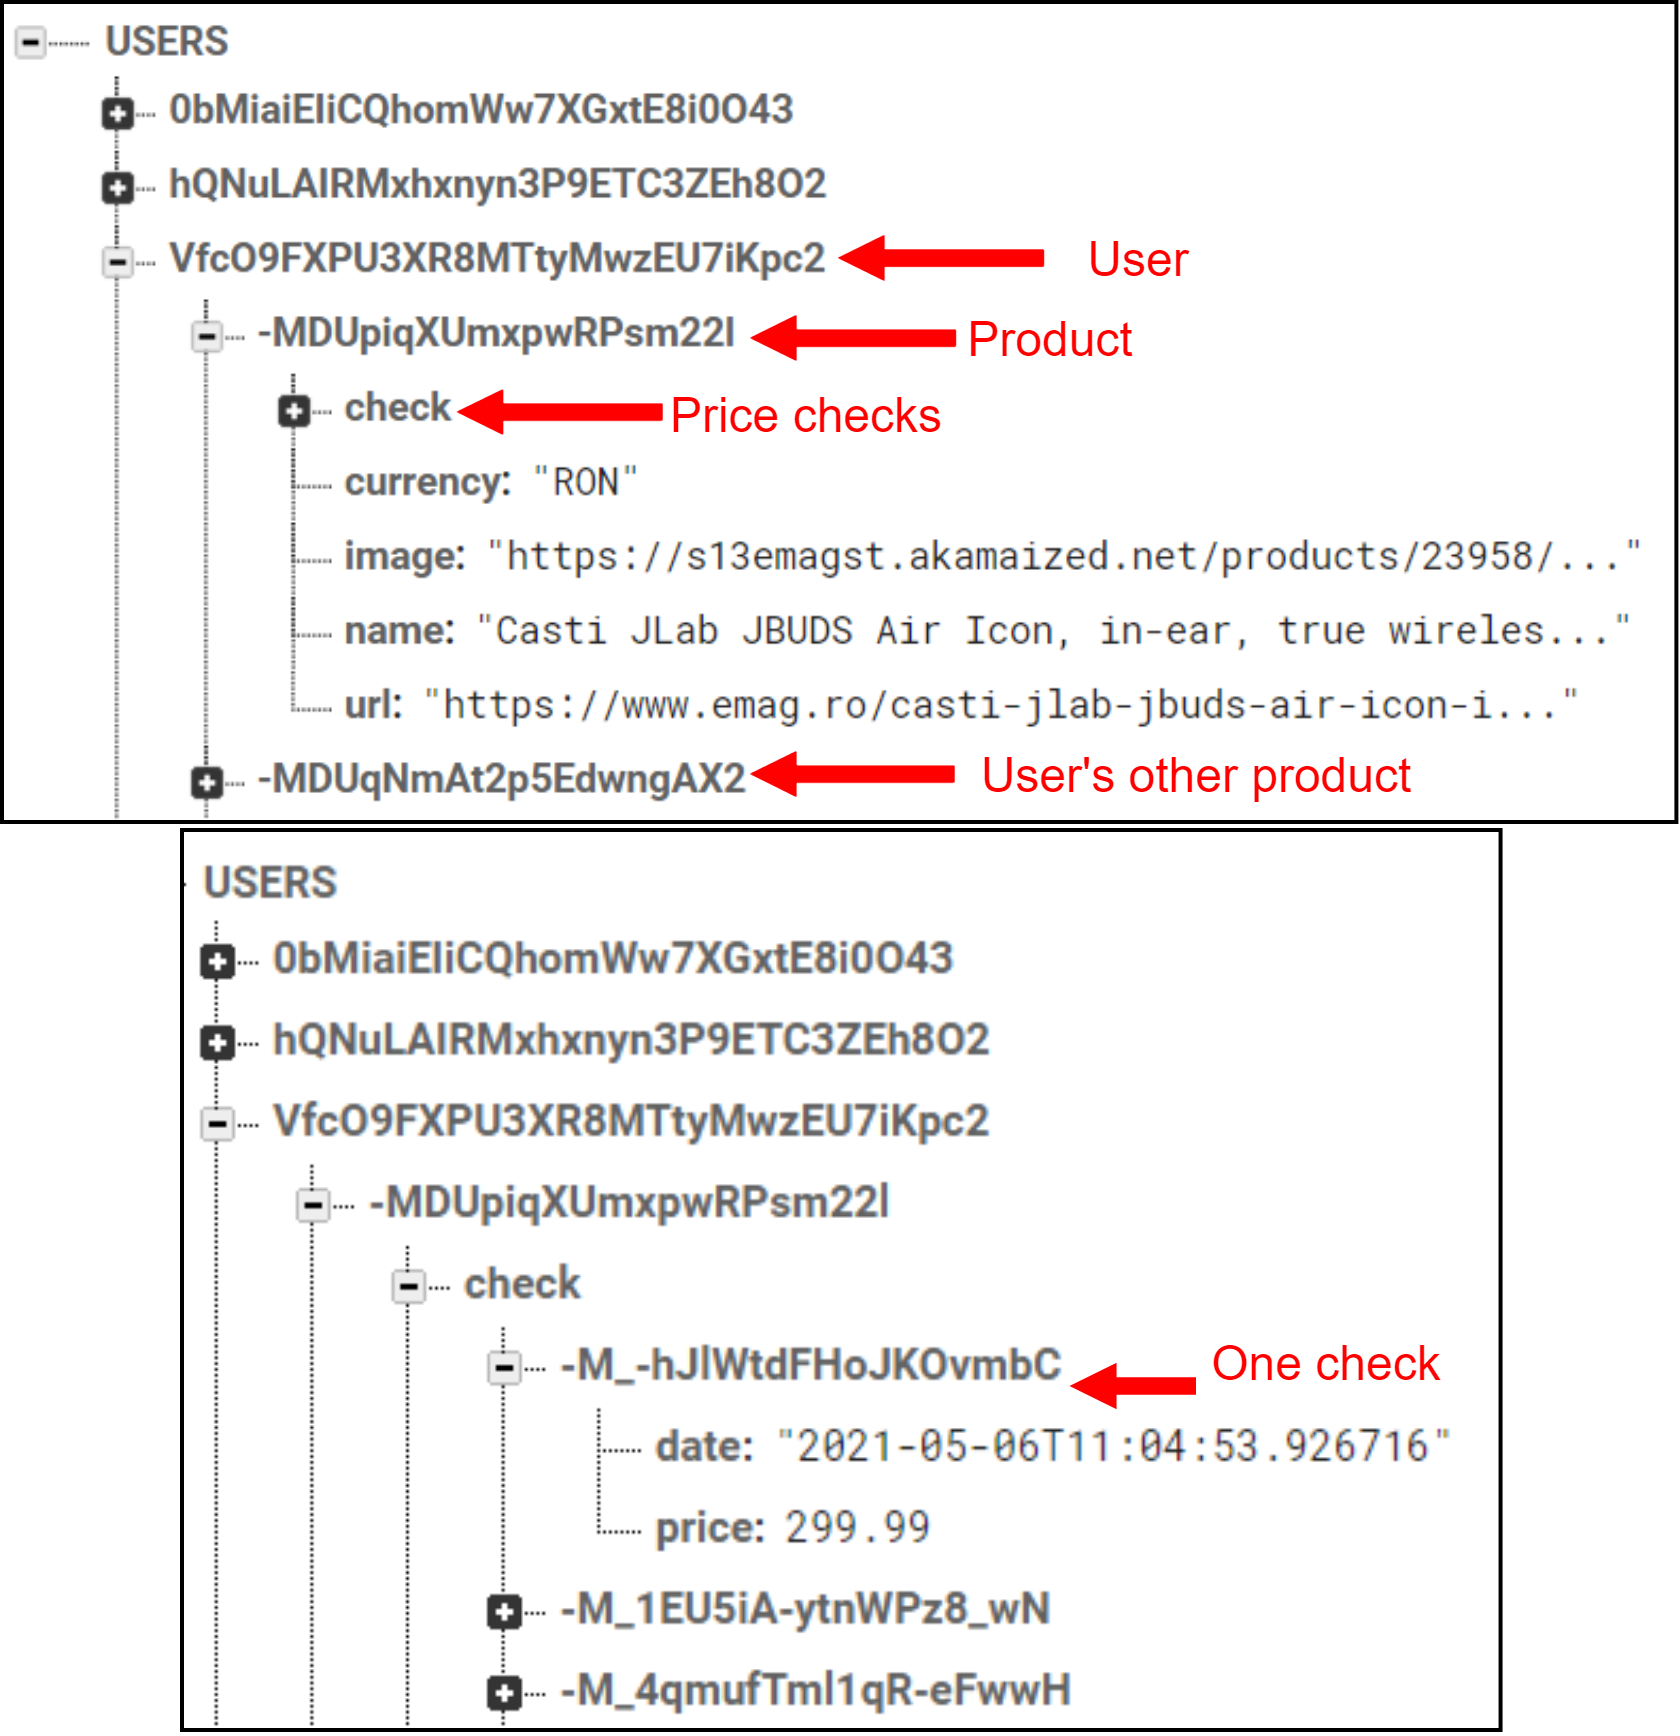 USERS
0bMiaiEliCQhomWw7XGxtE8i0O43
hQNuLAIRMxhxnyn3P9ETC3ZEh8O2
VfcO9FXPU3XR8MTtyMwzEU7iKpc2 User
-MDUpiqXUmxpwRPsm22l Product
check Price checks
currency: "RON"
image: "https://s13emagst.akamaized.net/products/23958/..."
name: "Casti JLab JBUDS Air Icon, in-ear, true wireles..."
url: "https://www.emag.ro/casti-jlab-jbuds-air-icon-i..."
-MDUqNmAt2p5EdwngAX2 User's other product
USERS
0bMiaiEliCQhomWw7XGxtE8i0O43
hQNuLAIRMxhxnyn3P9ETC3ZEh8O2
VfcO9FXPU3XR8MTtyMwzEU7iKpc2
-MDUpiqXUmxpwRPsm22l
check
-M_-hJlWtdFHoJKOvmbC One check
date: "2021-05-06T11:04:53.926716"
price: 299.99
-M_1EU5iA-ytnWPz8_wN
-M_4qmufTml1qR-eFwwH